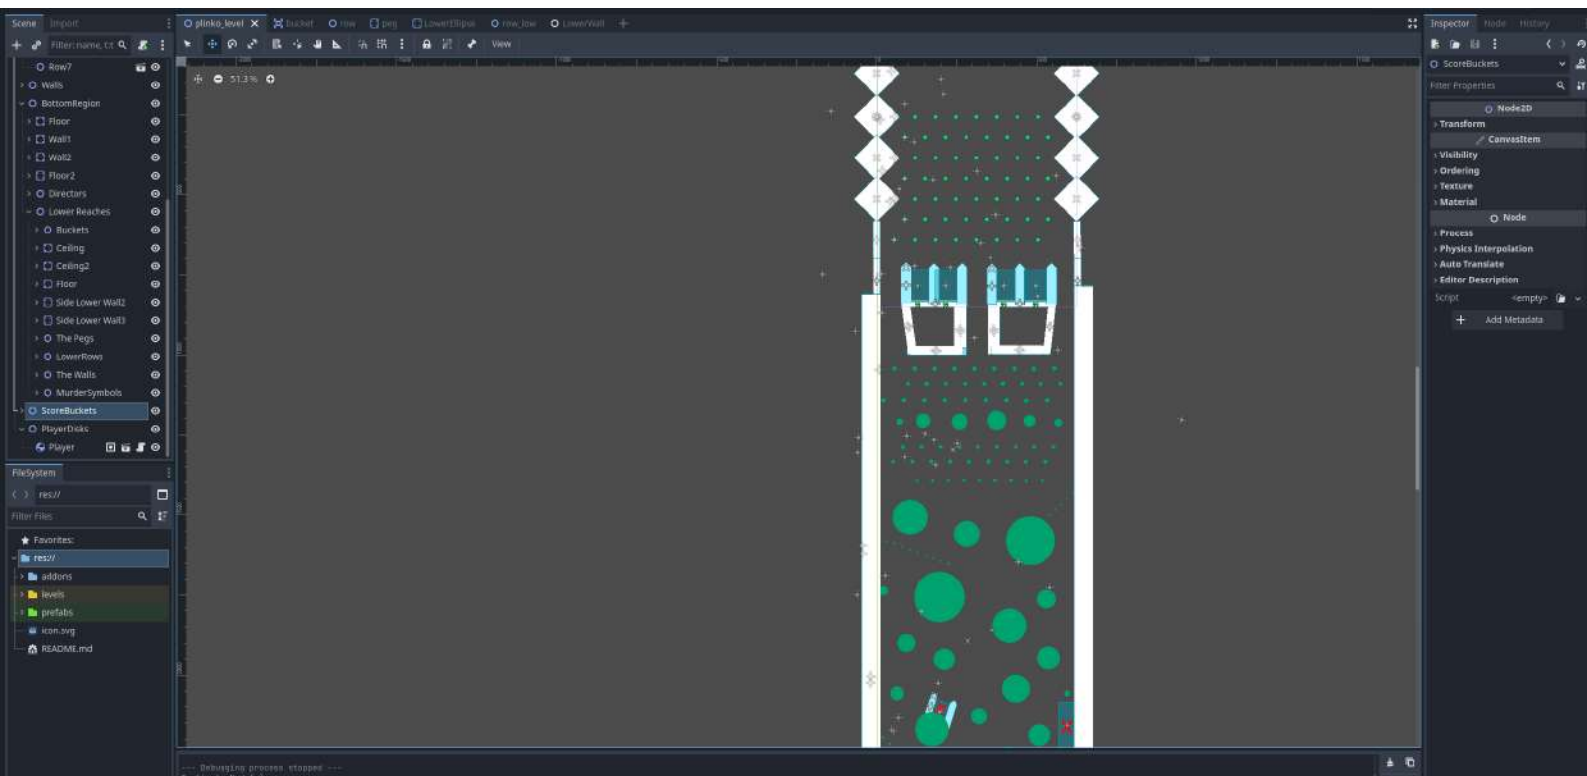 Scene Import
plinko_level bucket row peg LowerEllipse row_low LowerWall
Inspector Node History
View
51.3%
Row7
Walls
BottomRegion
Floor
Wall1
Wall2
Floor2
Directors
Lower Reaches
Buckets
Ceiling
Ceiling2
Floor
Side Lower Wall2
Side Lower Wall3
The Pegs
LowerRows
The Walls
MurderSymbols
ScoreBuckets
PlayerDisks
Player
FileSystem
res://
Filter Files
Favorites:
res://
addons
levels
prefabs
icon.svg
README.md
--- Debugging process stopped ---
ScoreBuckets
Filter Properties
Node2D
Transform
CanvasItem
Visibility
Ordering
Texture
Material
Node
Process
Physics Interpolation
Auto Translate
Editor Description
Script <empty>
Add Metadata